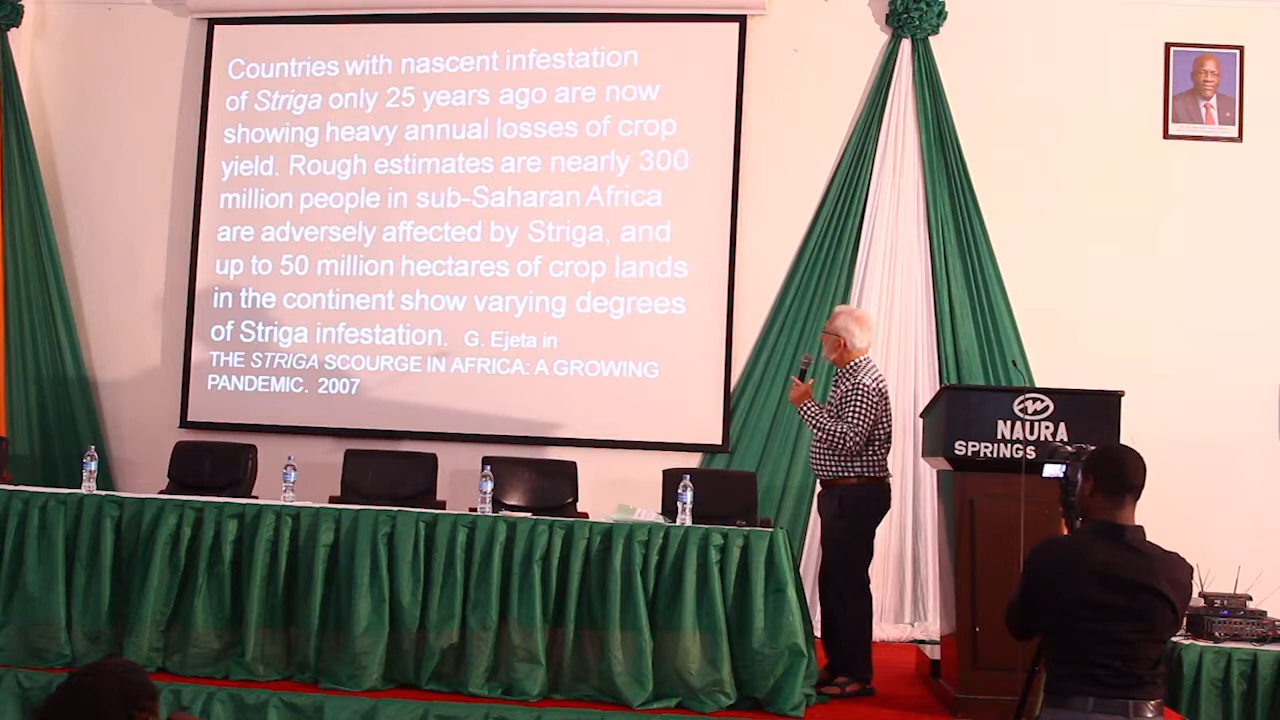 Countries with nascent infestation
of Striga only 25 years ago are now
showing heavy annual losses of crop
yield. Rough estimates are nearly 300
million people in sub-Saharan Africa
are adversely affected by Striga, and
up to 50 million hectares of crop lands
in the continent show varying degrees
of Striga infestation. G. Ejeta in
THE STRIGA SCOURGE IN AFRICA: A GROWING
PANDEMIC. 2007
NAURA
SPRINGS